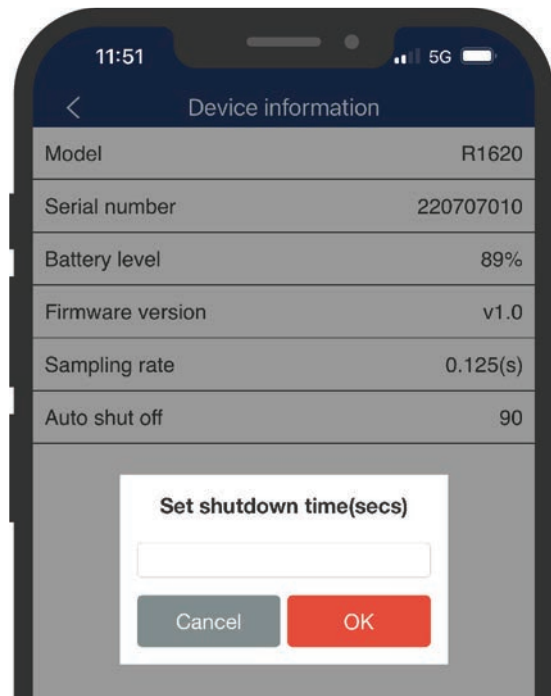 11:51
5G
Device information
Model R1620
Serial number 220707010
Battery level 89%
Firmware version v1.0
Sampling rate 0.125(s)
Auto shut off 90
Set shutdown time(secs)
Cancel OK